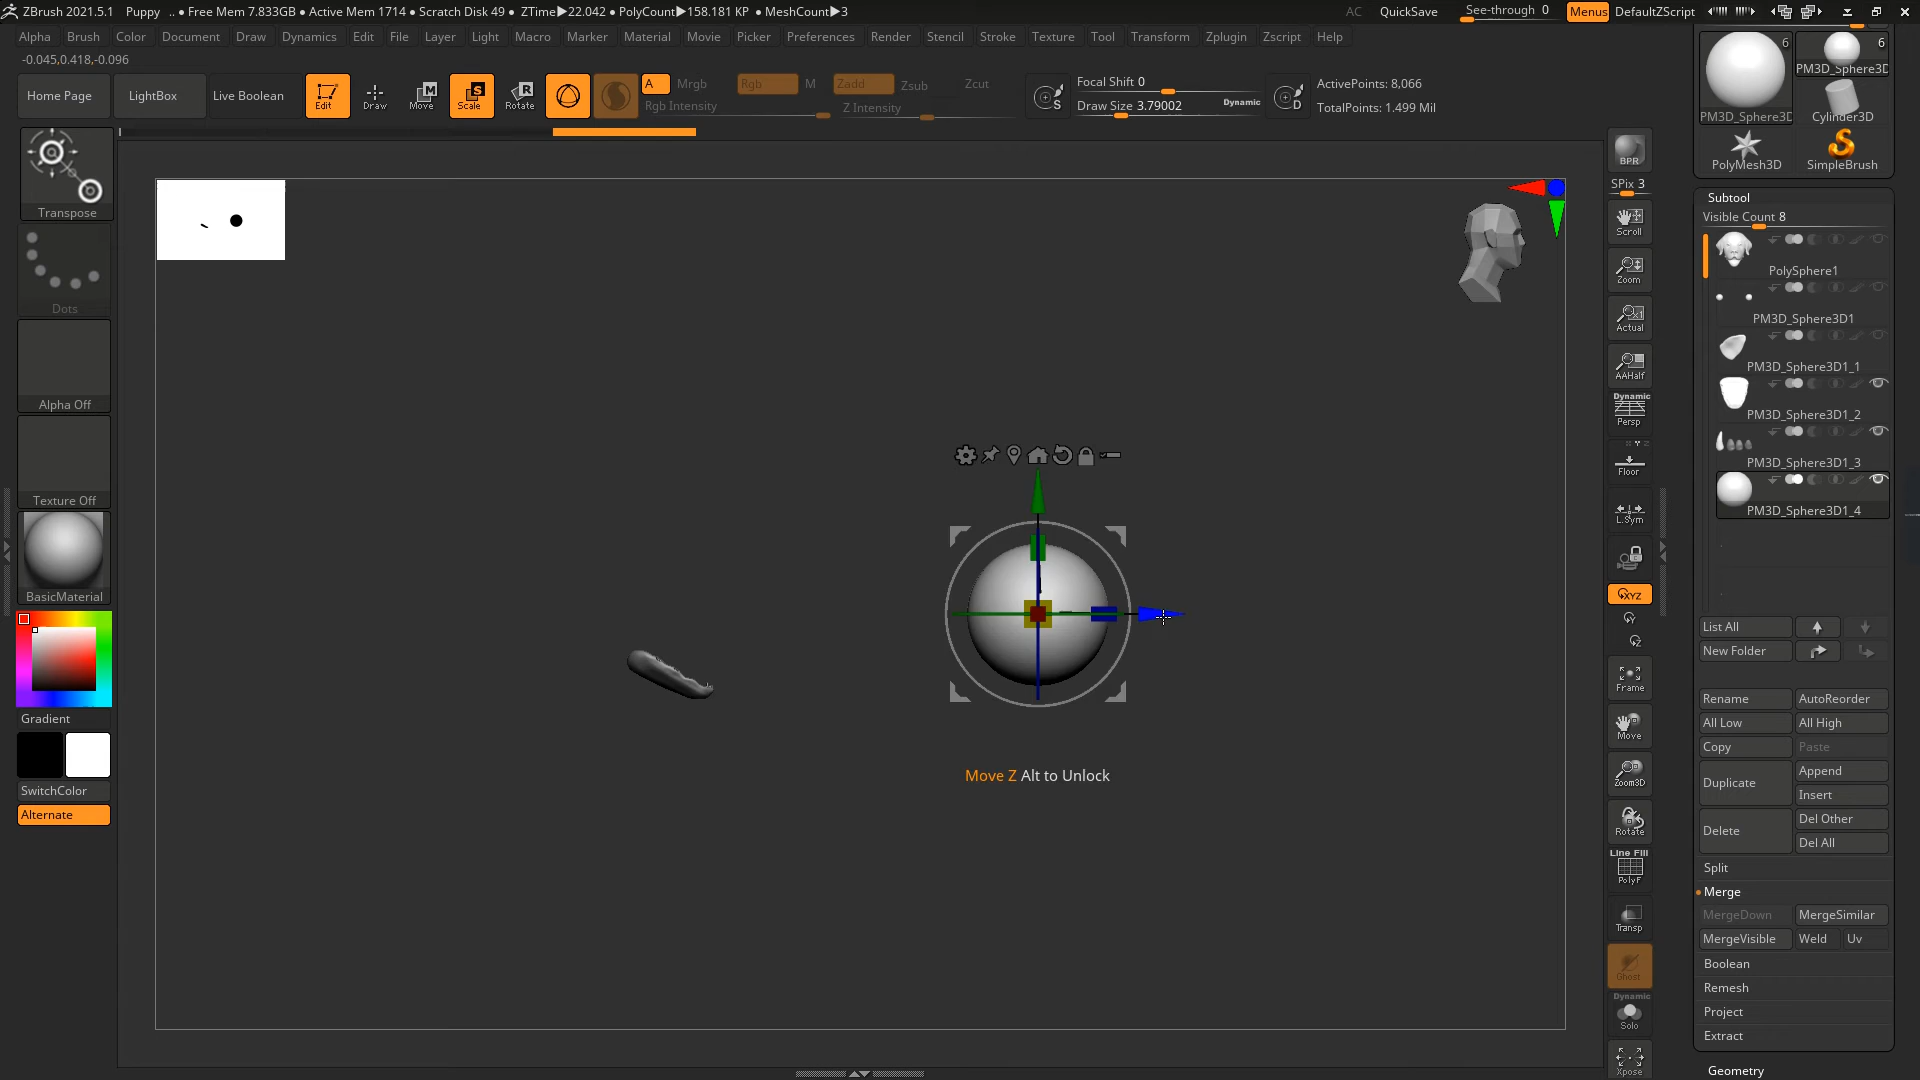 ZBrush 2021.5.1 Puppy .. • Free Mem 7.833GB • Active Mem 1714 • Scratch Disk 49 • ZTime▶22.042 • PolyCount▶158.181 KP • MeshCount▶3 AC QuickSave See-through 0 Menus DefaultZScript
Alpha Brush Color Document Draw Dynamics Edit File Layer Light Macro Marker Material Movie Picker Preferences Render Stencil Stroke Texture Tool Transform Zplugin Zscript Help
-0.045,0.418,-0.096
Home Page LightBox Live Boolean Edit Draw Move Scale Rotate
M S R
A Mrgb Rgb M Zadd Zsub Zcut
Rgb Intensity Z Intensity
S Focal Shift 0 D ActivePoints: 8,066
Draw Size 3.79002 Dynamic TotalPoints: 1.499 Mil
Transpose
Dots
Alpha Off
Texture Off
BasicMaterial
Gradient
SwitchColor
Alternate
Move Z Alt to Unlock
BPR
SPix 3
Scroll
Zoom
Actual
AAHalf
Dynamic
Persp
Floor
L.Sym
XYZ
Y
Z
Frame
Move
Zoom3D
Rotate
Line Fill
PolyF
Transp
Ghost
Dynamic
Solo
Xpose
6 6
PM3D_Sphere3D
PM3D_Sphere3D Cylinder3D
PolyMesh3D SimpleBrush
Subtool
Visible Count 8
PolySphere1
PM3D_Sphere3D1
PM3D_Sphere3D1_1
PM3D_Sphere3D1_2
PM3D_Sphere3D1_3
PM3D_Sphere3D1_4
List All
New Folder
Rename AutoReorder
All Low All High
Copy Paste
Duplicate Append
Insert
Delete Del Other
Del All
Split
Merge
MergeDown MergeSimilar
MergeVisible Weld Uv
Boolean
Remesh
Project
Extract
Geometry